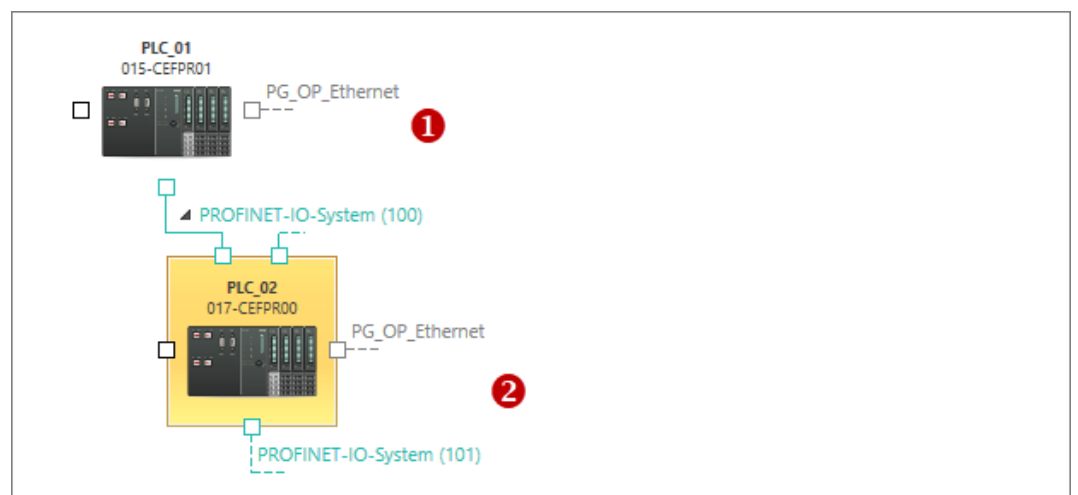 PLC_01
015-CEFPR01
PG_OP_Ethernet
1
PROFINET-IO-System (100)
PLC_02
017-CEFPR00
PG_OP_Ethernet
2
PROFINET-IO-System (101)